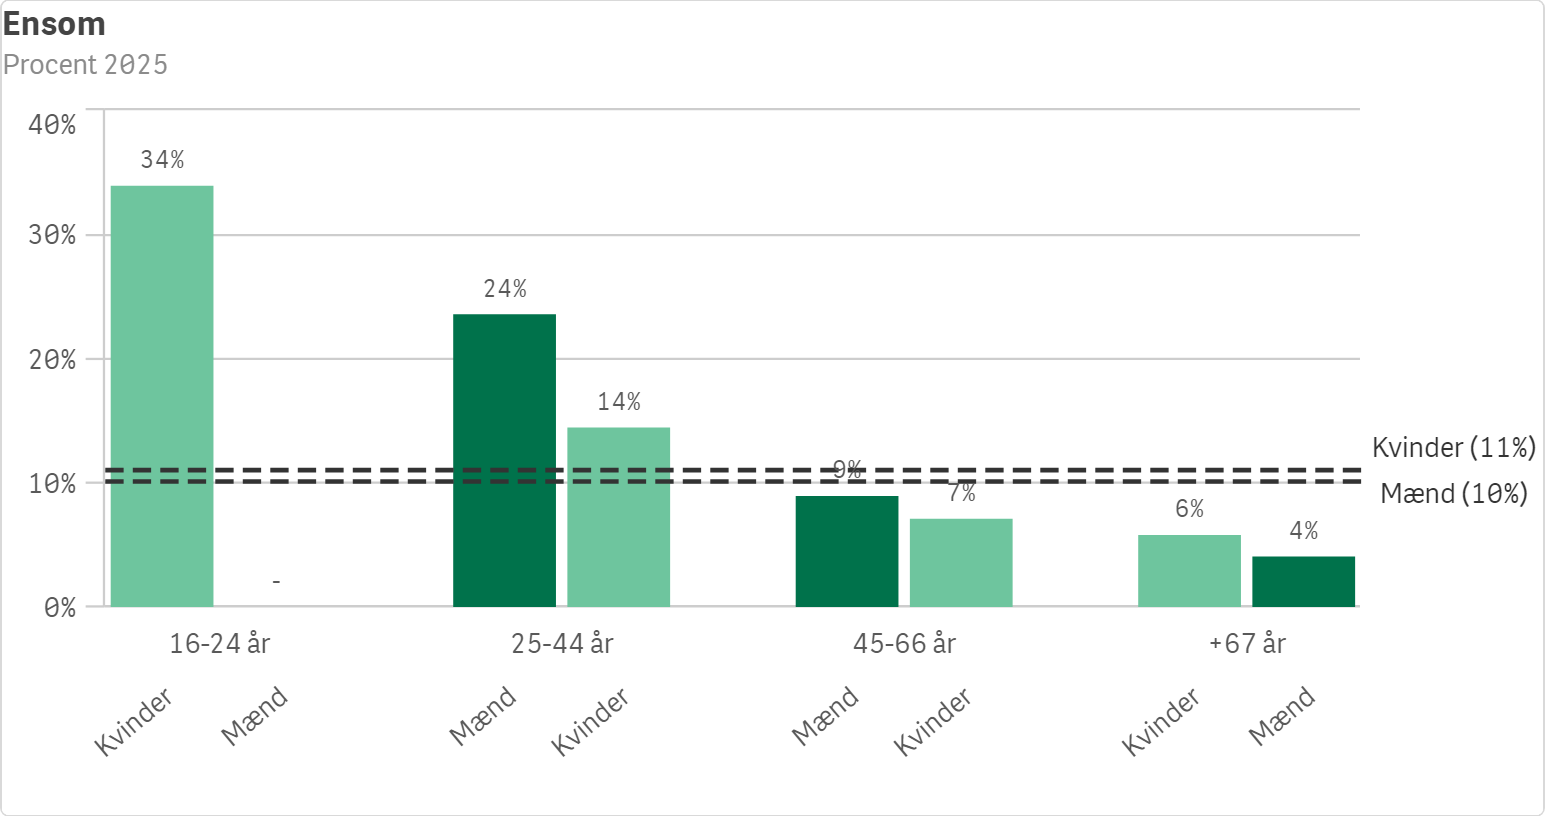 Ensom
Procent 2025
40%
30%
20%
10%
0%
34%
-
24%
14%
9%
7%
6%
4%
Kvinder (11%)
Mænd (10%)
16-24 år
25-44 år
45-66 år
+67 år
Kvinder
Mænd
Mænd
Kvinder
Mænd
Kvinder
Kvinder
Mænd